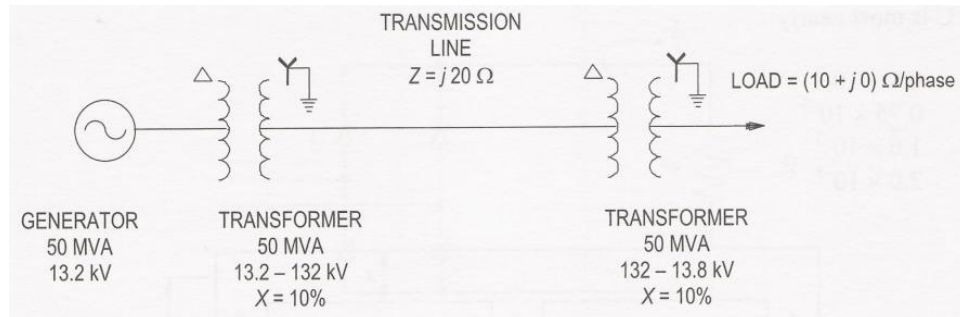 TRANSMISSION
LINE
Z = j 20 Ω
LOAD = (10 + j 0) Ω/phase
GENERATOR
50 MVA
13.2 kV
TRANSFORMER
50 MVA
13.2 – 132 kV
X = 10%
TRANSFORMER
50 MVA
132 – 13.8 kV
X = 10%